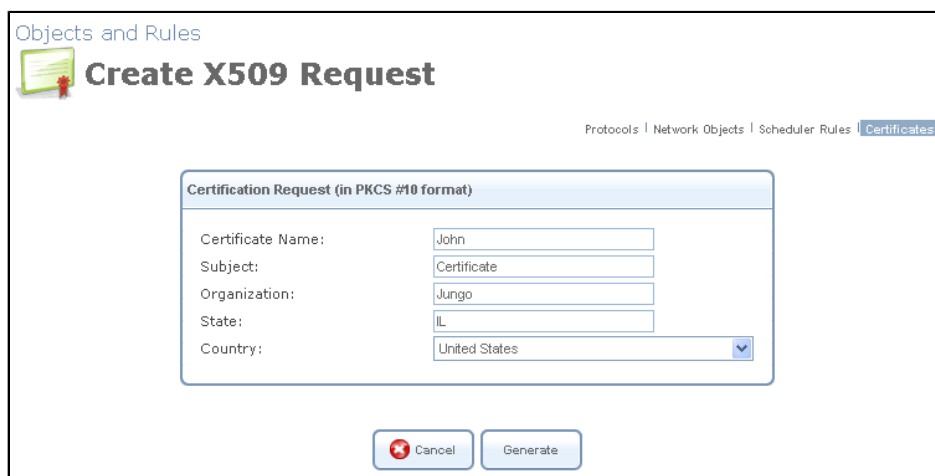 Objects and Rules
Create X509 Request
Protocols | Network Objects | Scheduler Rules | Certificates
Certification Request (in PKCS #10 format)
Certificate Name: John
Subject: Certificate
Organization: Jungo
State: IL
Country: United States
Cancel Generate